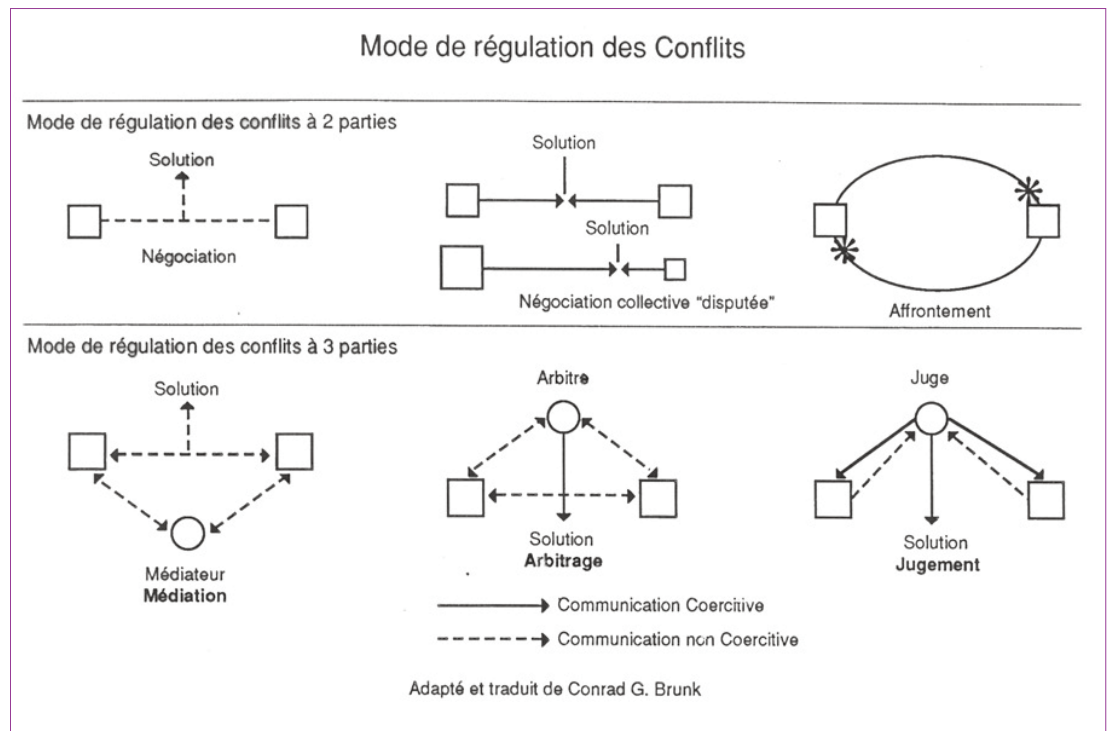 Mode de régulation des Conflits
Mode de régulation des conflits à 2 parties
Solution
Négociation
Solution
Solution
Négociation collective "disputée"
Affrontement
Mode de régulation des conflits à 3 parties
Solution
Médiateur
Médiation
Arbitre
Solution
Arbitrage
Juge
Solution
Jugement
Communication Coercitive
Communication non Coercitive
Adapté et traduit de Conrad G. Brunk